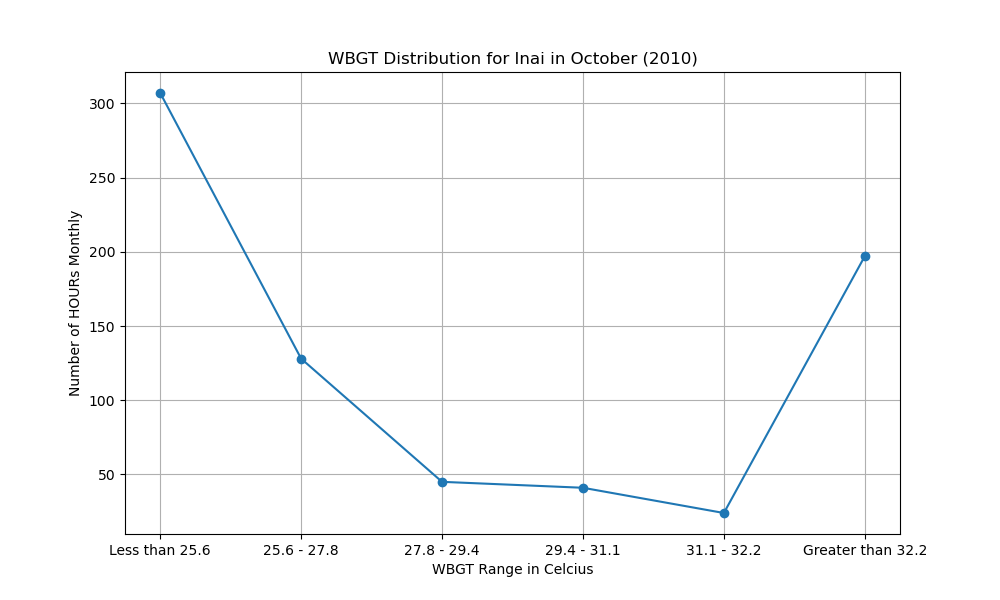 WBGT Distribution for Inai in October (2010)
Number of HOURs Monthly
300
250
200
150
100
50
Less than 25.6
25.6 - 27.8
27.8 - 29.4
29.4 - 31.1
31.1 - 32.2
Greater than 32.2
WBGT Range in Celcius